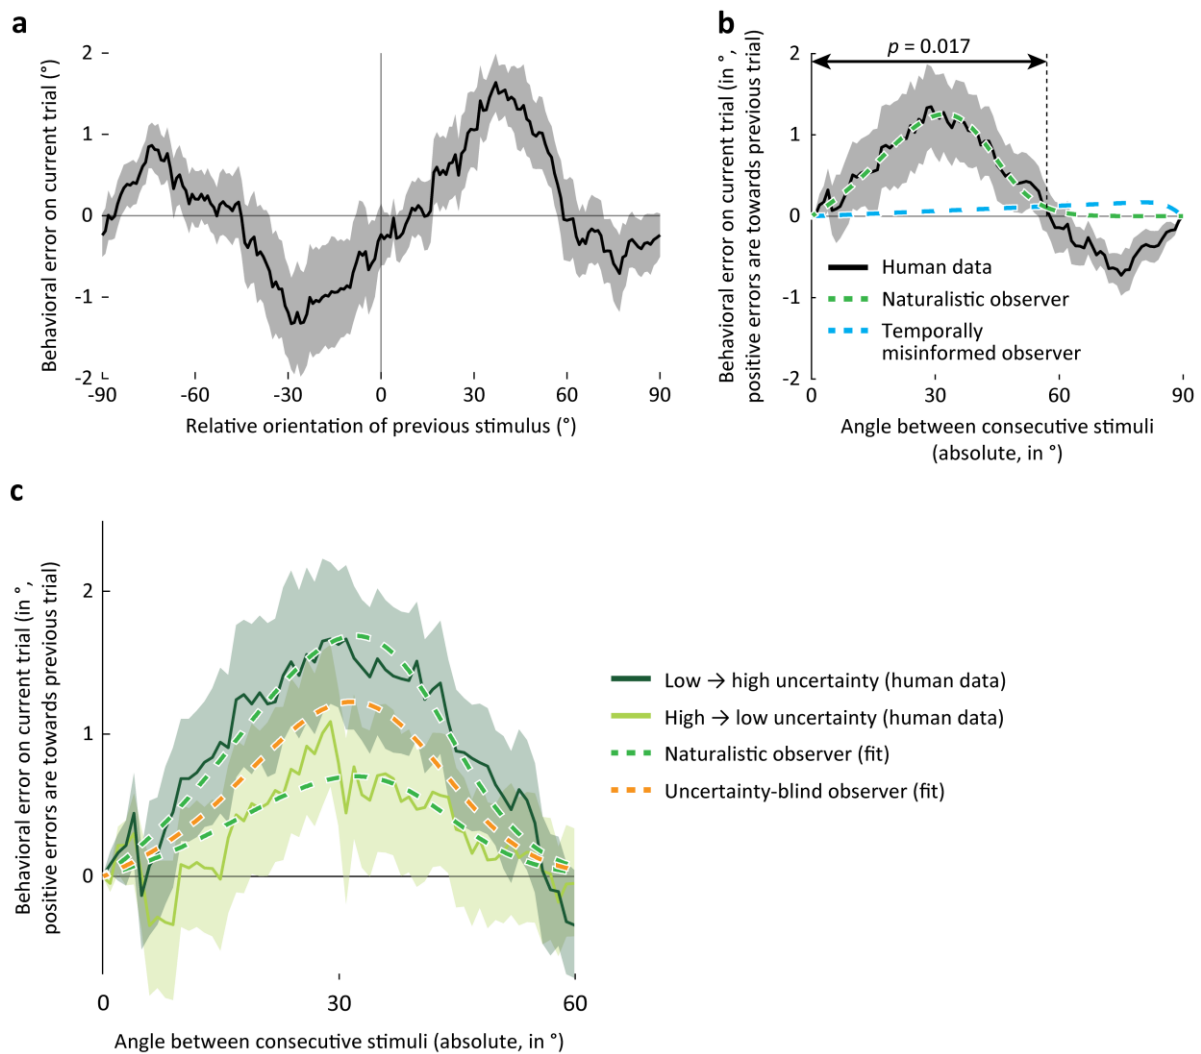 a
Behavioral error on current trial (°)
2
1
0
-1
-2
-90
-60
-30
0
30
60
90
Relative orientation of previous stimulus (°)
b
Behavioral error on current trial (in °,
positive errors are towards previous trial)
2
1
0
-1
-2
p = 0.017
Human data
Naturalistic observer
Temporally
misinformed observer
0
30
60
90
Angle between consecutive stimuli
(absolute, in °)
c
Behavioral error on current trial (in °,
positive errors are towards previous trial)
2
1
0
0
30
60
Angle between consecutive stimuli (absolute, in °)
Low → high uncertainty (human data)
High → low uncertainty (human data)
Naturalistic observer (fit)
Uncertainty-blind observer (fit)